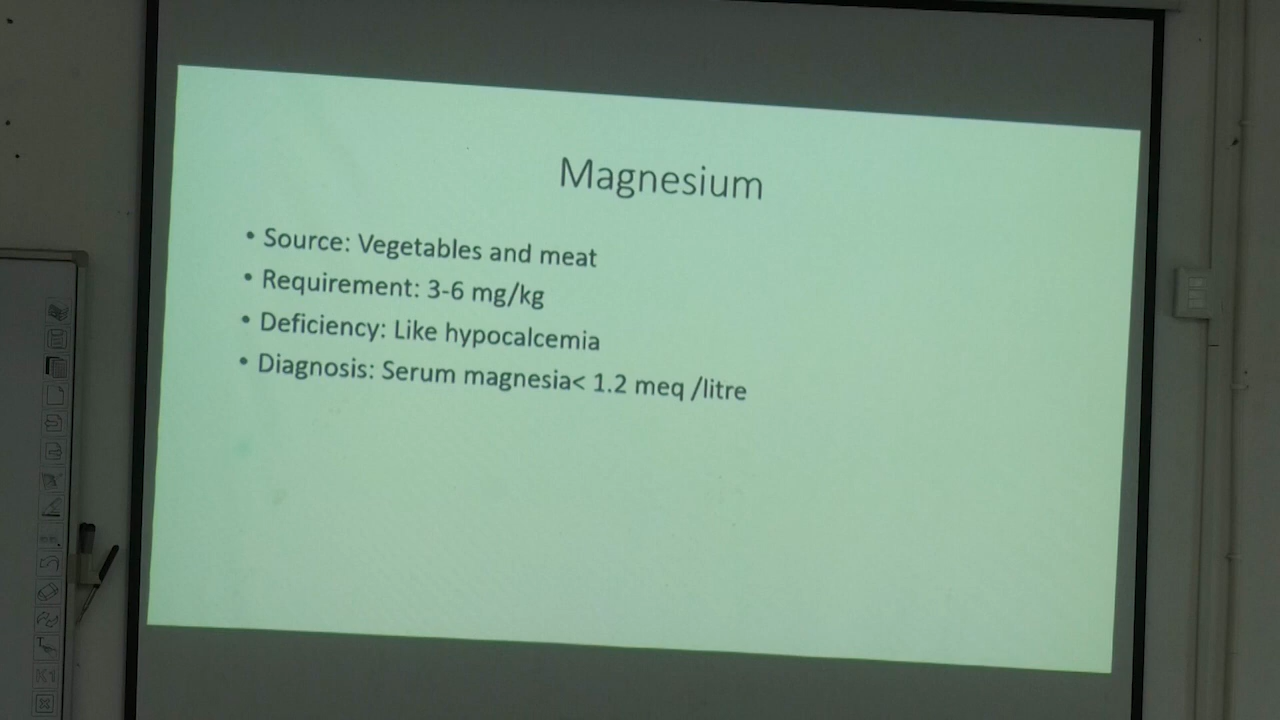 Magnesium
• Source: Vegetables and meat
• Requirement: 3-6 mg/kg
• Deficiency: Like hypocalcemia
• Diagnosis: Serum magnesia< 1.2 meq /litre